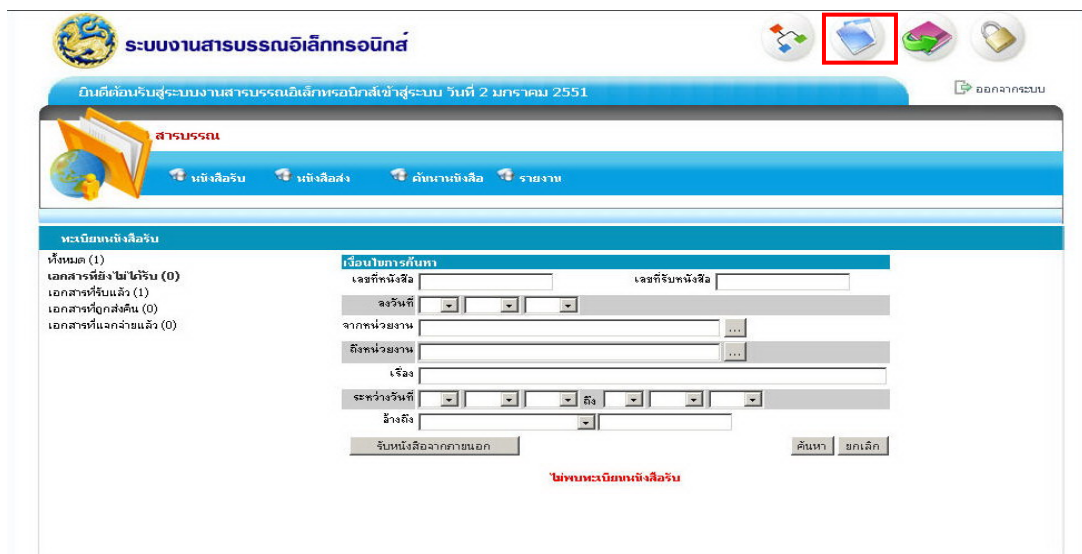 ระบบงานสารบรรณอิเล็กทรอนิกส์
ยินดีต้อนรับสู่ระบบงานสารบรรณอิเล็กทรอนิกส์เข้าสู่ระบบ วันที่ 2 มกราคม 2551
ออกจากระบบ
สารบรรณ
หนังสือรับ หนังสือส่ง ค้นหาหนังสือ รายงาน
ทะเบียนหนังสือรับ
ทั้งหมด (1)
เอกสารที่ยังไม่ได้รับ (0)
เอกสารที่รับแล้ว (1)
เอกสารที่ถูกส่งคืน (0)
เอกสารที่แจกจ่ายแล้ว (0)
เงื่อนไขการค้นหา
เลขที่หนังสือ เลขที่รับหนังสือ
ลงวันที่
จากหน่วยงาน ...
ถึงหน่วยงาน ...
เรื่อง
ระหว่างวันที่ ถึง
อ้างถึง
รับหนังสือจากภายนอก ค้นหา ยกเลิก
ไม่พบทะเบียนหนังสือรับ